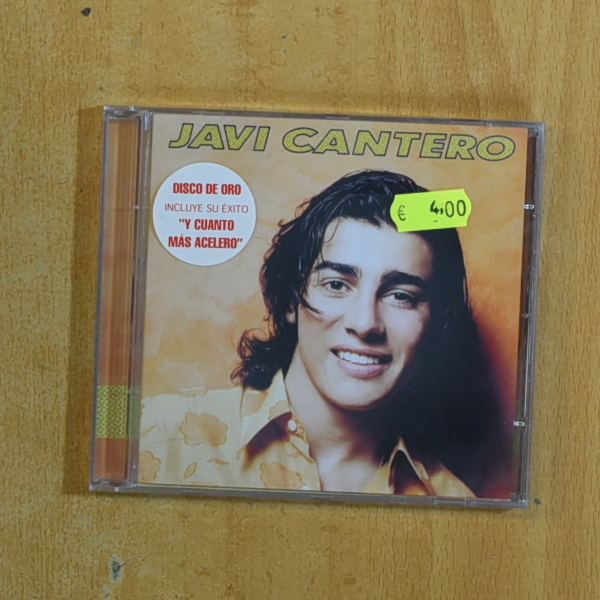 JAVI CANTERO
DISCO DE ORO
INCLUYE SU ÉXITO
"Y CUANTO
MÁS ACELERO"
€ 4,00